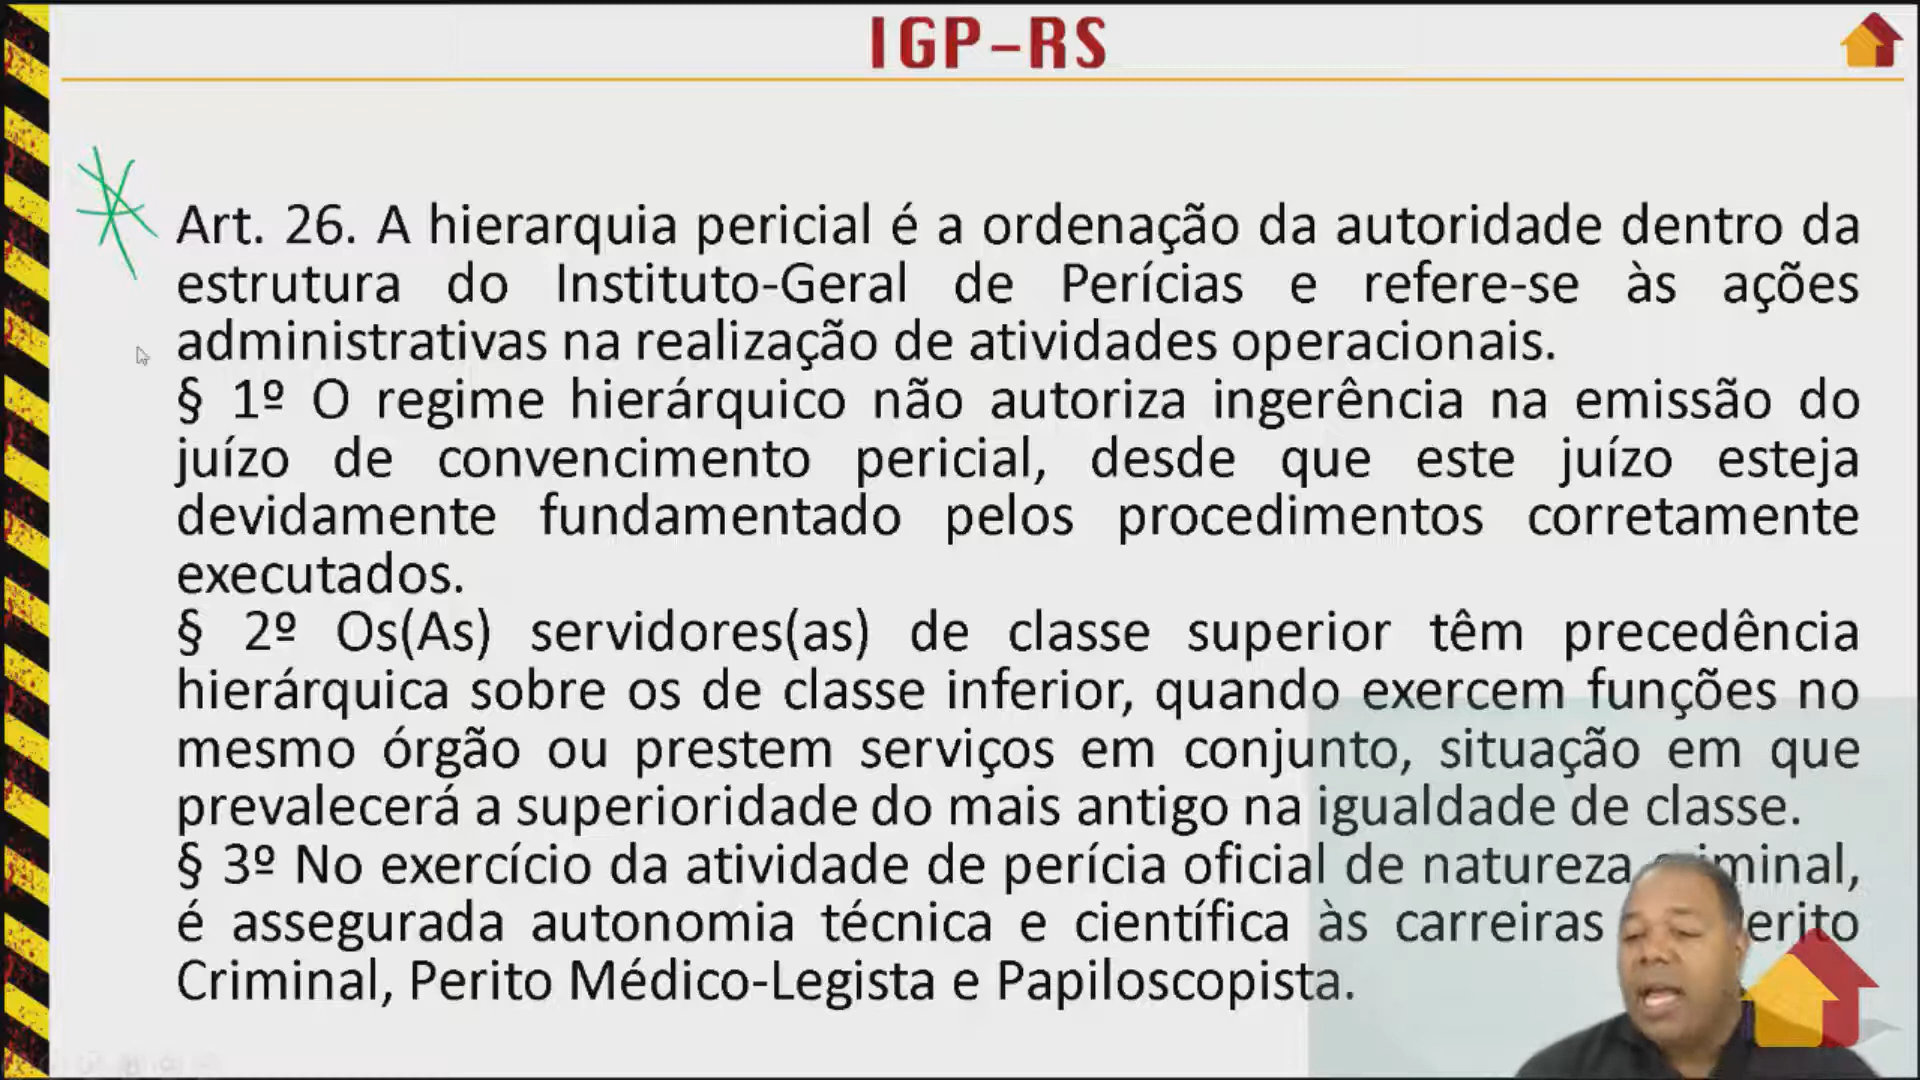 IGP-RS
Art. 26. A hierarquia pericial é a ordenação da autoridade dentro da
estrutura do Instituto-Geral de Perícias e refere-se às ações
administrativas na realização de atividades operacionais.
§ 1º O regime hierárquico não autoriza ingerência na emissão do
juízo de convencimento pericial, desde que este juízo esteja
devidamente fundamentado pelos procedimentos corretamente
executados.
§ 2º Os(As) servidores(as) de classe superior têm precedência
hierárquica sobre os de classe inferior, quando exercem funções no
mesmo órgão ou prestem serviços em conjunto, situação em que
prevalecerá a superioridade do mais antigo na igualdade de classe.
§ 3º No exercício da atividade de perícia oficial de natureza criminal,
é assegurada autonomia técnica e científica às carreiras Perito
Criminal, Perito Médico-Legista e Papiloscopista.